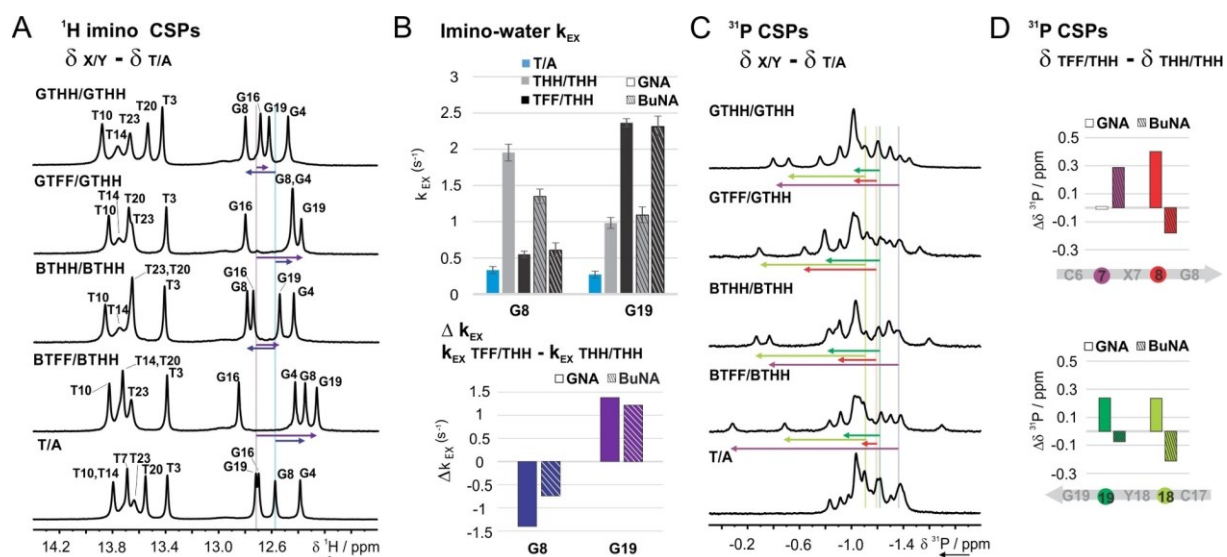 A
¹H imino CSPs
δ X/Y - δ T/A
GTHH/GTHH
T10
T14
T23
T20
T3
G8
G16
G19
G4
GTFF/GTHH
T10
T14
T20
T23
T3
G16
G8,G4
G19
BTHH/BTHH
T10
T14
T23,T20
T3
G16
G8
G19
G4
BTFF/BTHH
T10
T14,T20
T23
T3
G16
G4
G8
G19
T/A
T10,T14
T7
T23
T20
T3
G16
G19
G8
G4
14.2 13.8 13.4 13.0 12.6
δ ¹H / ppm
B
Imino-water kEX
T/A
THH/THH
TFF/THH
GNA
BuNA
kEX (s⁻¹)
3
2.5
2
1.5
1
0.5
0
G8 G19
Δ kEX
kEX TFF/THH - kEX THH/THH
GNA BuNA
ΔkEX (s⁻¹)
1.5
1
0.5
0
-0.5
-1
-1.5
G8 G19
C
³¹P CSPs
δ X/Y - δ T/A
GTHH/GTHH
GTFF/GTHH
BTHH/BTHH
BTFF/BTHH
T/A
-0.2 -0.6 -1.0 -1.4
δ ³¹P / ppm
D
³¹P CSPs
δ TFF/THH - δ THH/THH
GNA BuNA
Δδ ³¹P / ppm
0.5
0.3
0.1
-0.1
-0.3
C6 7 X7 8 G8
GNA BuNA
Δδ ³¹P / ppm
0.5
0.3
0.1
-0.1
-0.3
G19 19 Y18 18 C17